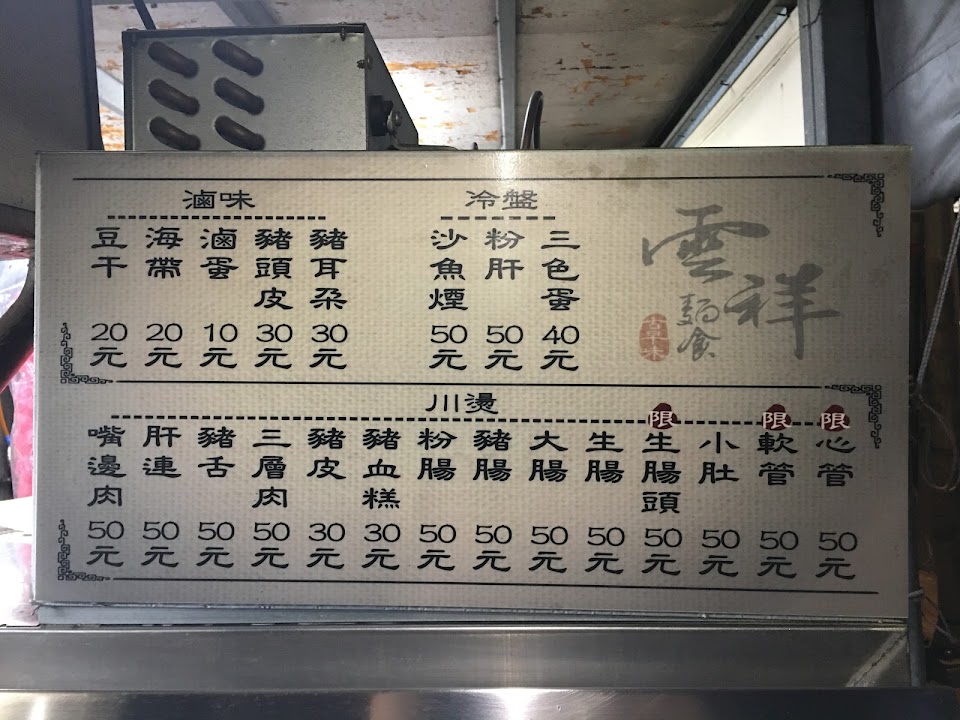 滷味
豆干 20元
海帶 20元
滷蛋 10元
豬頭皮 30元
豬耳朵 30元
冷盤
沙魚煙 50元
粉肝 50元
三色蛋 40元
雲祥
麵食
古早味
川燙
嘴邊肉 50元
肝連 50元
豬舌 50元
三層肉 50元
豬皮 30元
豬血糕 30元
粉腸 50元
豬腸 50元
大腸 50元
生腸 50元
限 生腸頭 50元
小肚 50元
限 軟管 50元
限 心管 50元